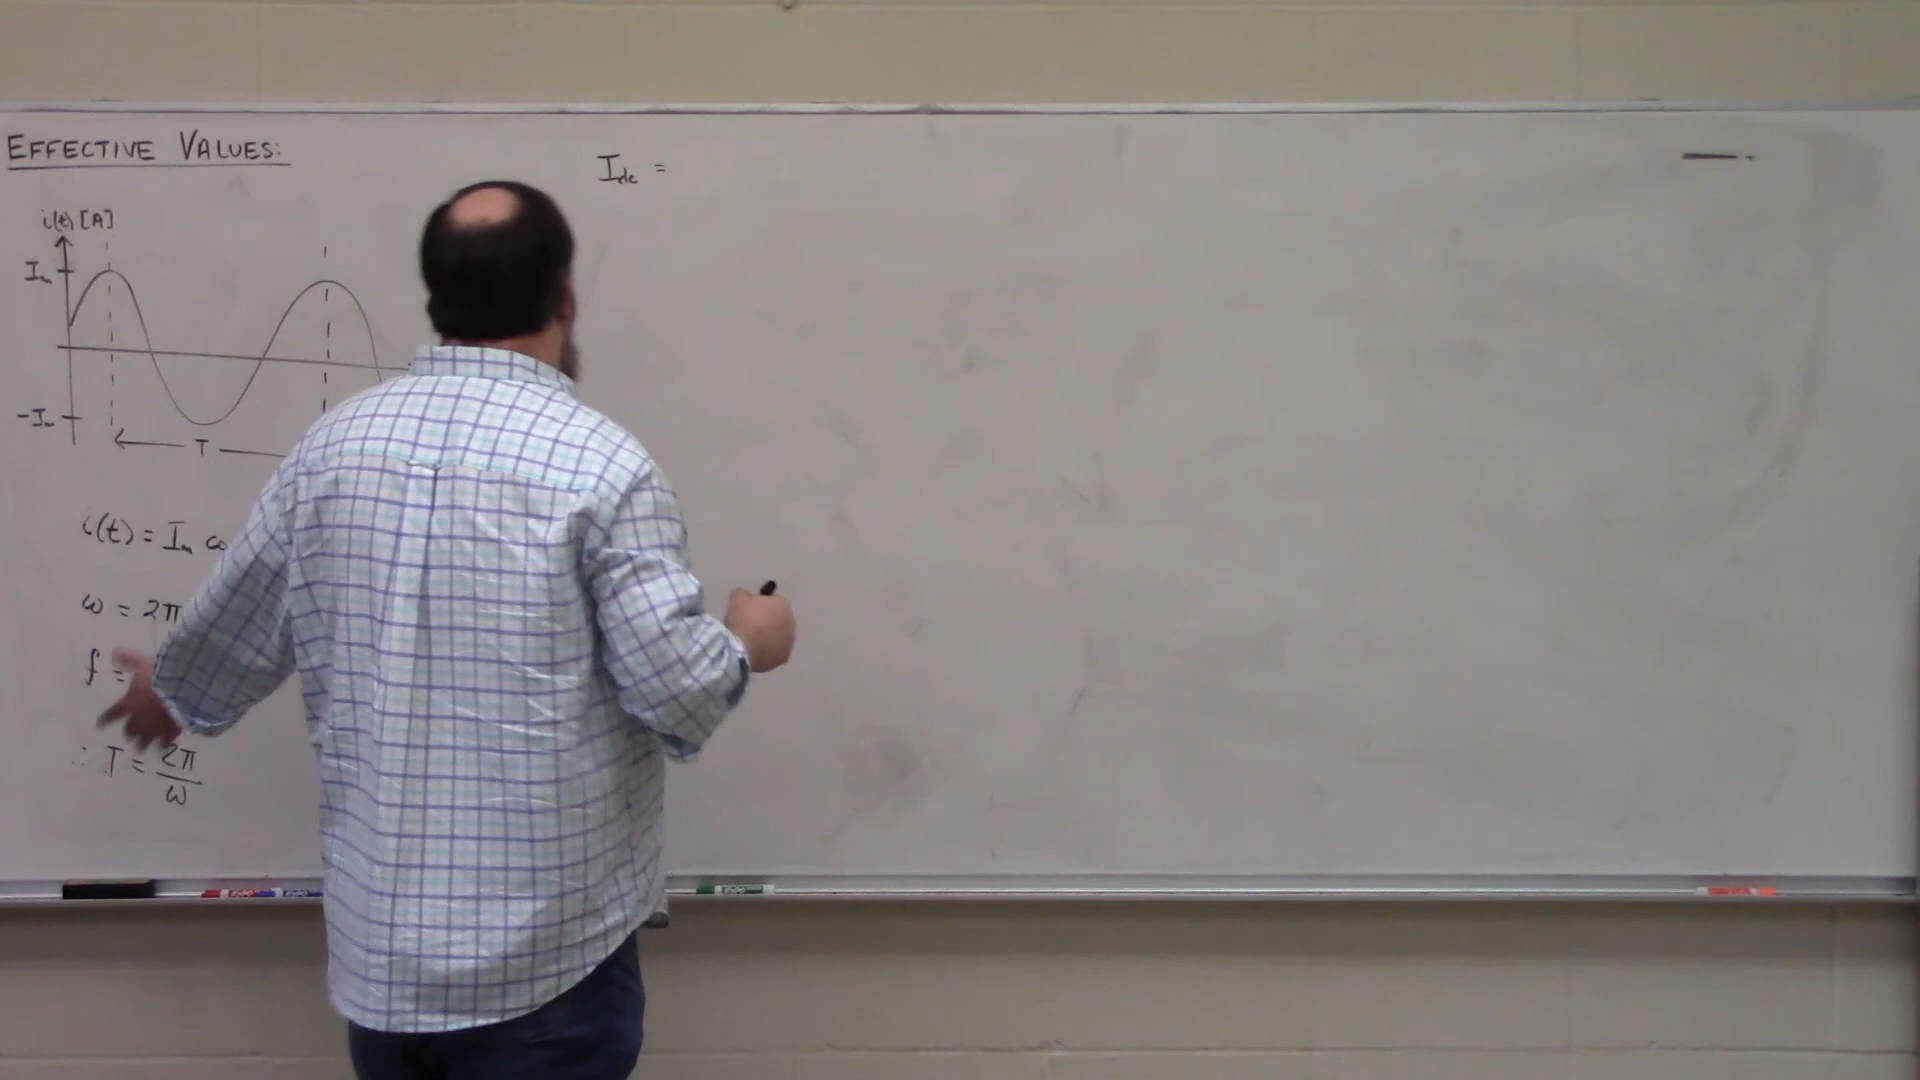 EFFECTIVE VALUES:
i(t) [A]
Im
-Im
T
i(t) = Im co
ω = 2π
f =
∴ T = 2π/ω
Idc =